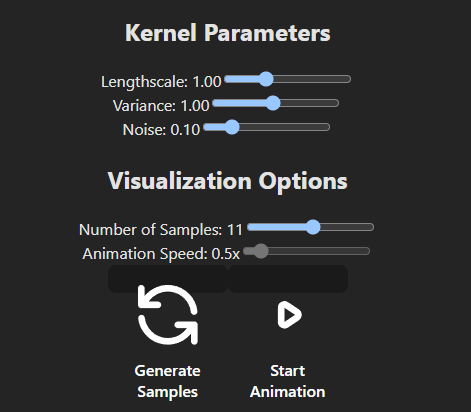 Kernel Parameters
Lengthscale: 1.00
Variance: 1.00
Noise: 0.10
Visualization Options
Number of Samples: 11
Animation Speed: 0.5x
Generate
Samples
Start
Animation